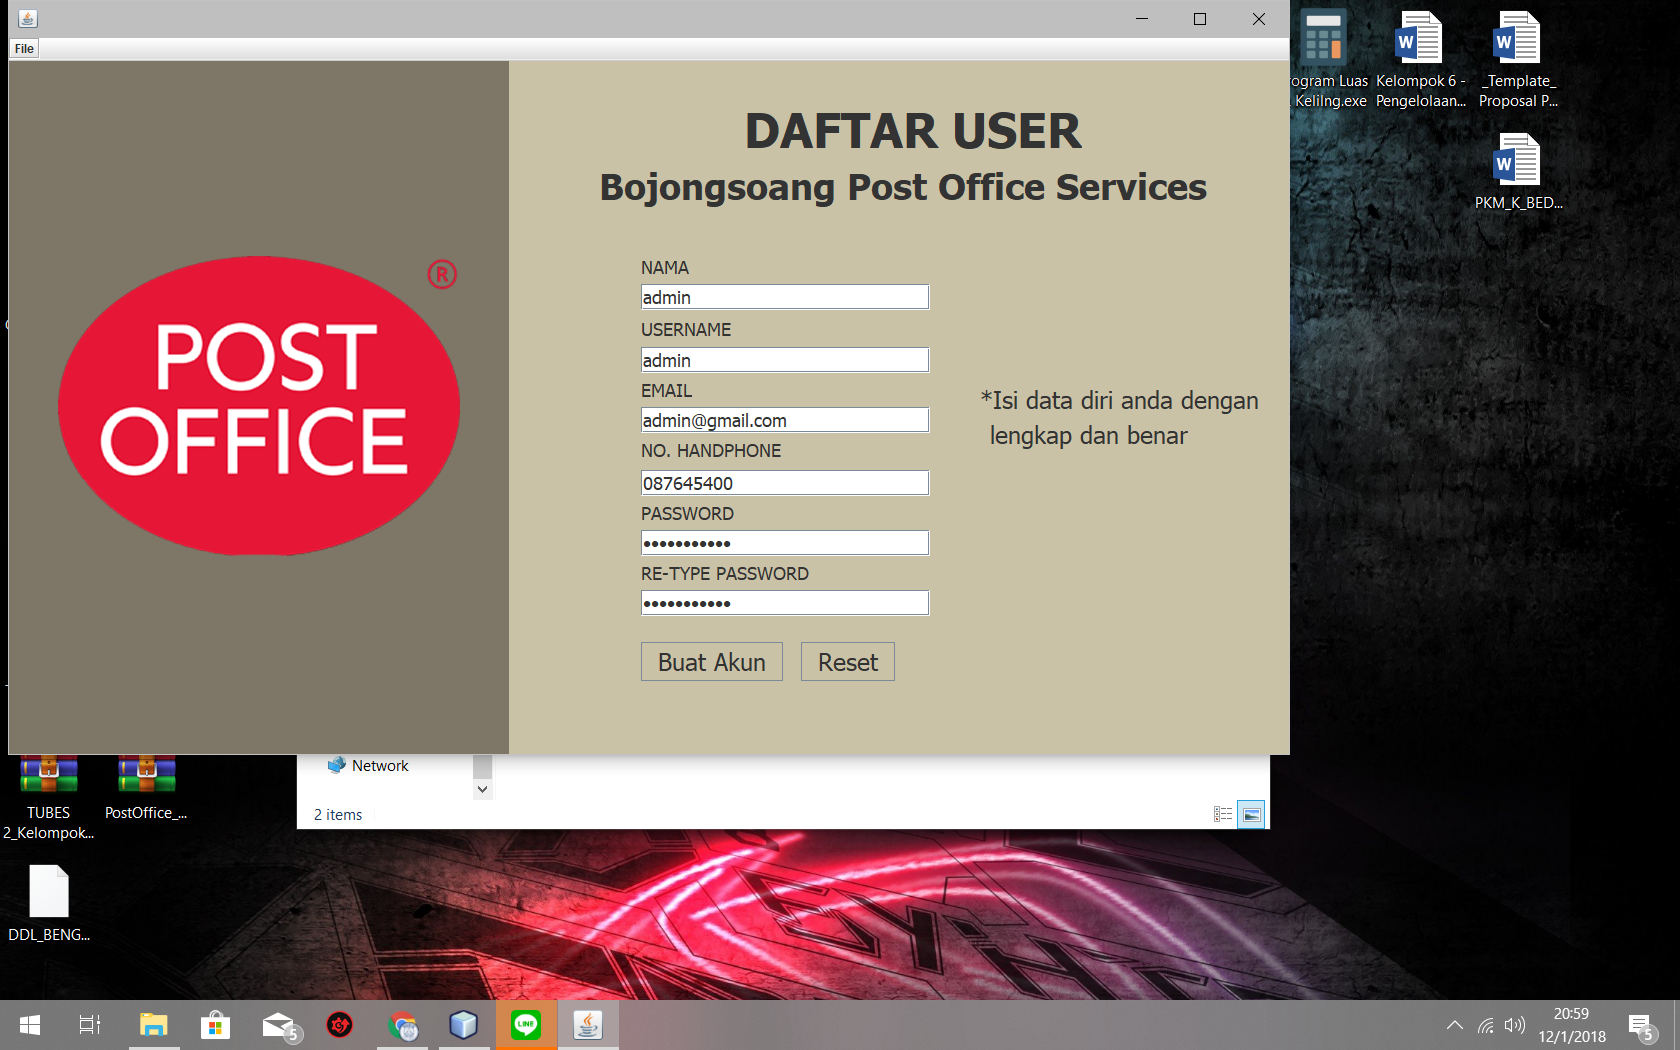 File
DAFTAR USER
Bojongsoang Post Office Services
POST
OFFICE
®
NAMA
admin
USERNAME
admin
EMAIL
admin@gmail.com
NO. HANDPHONE
087645400
PASSWORD
•••••••••••
RE-TYPE PASSWORD
•••••••••••
*Isi data diri anda dengan
lengkap dan benar
Buat Akun
Reset
rogram Luas
Kelilng.exe
Kelompok 6 -
Pengelolaan...
_Template_
Proposal P...
PKM_K_BED...
Network
2 items
TUBES
2_Kelompok...
PostOffice_...
DDL_BENG...
5
LINE
20:59
12/1/2018
5